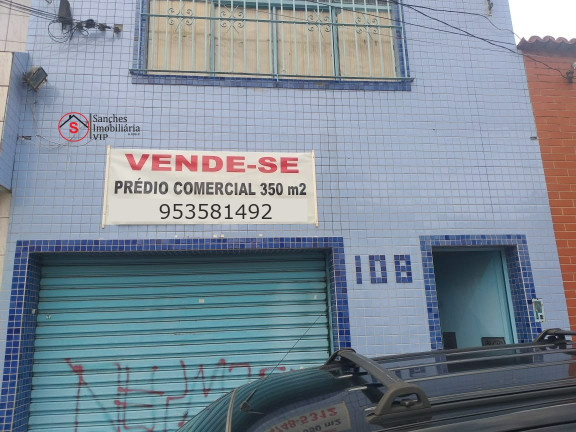 Sanches
Imobiliária
VIP
S
VENDE-SE
PRÉDIO COMERCIAL 350 m2
953581492
108